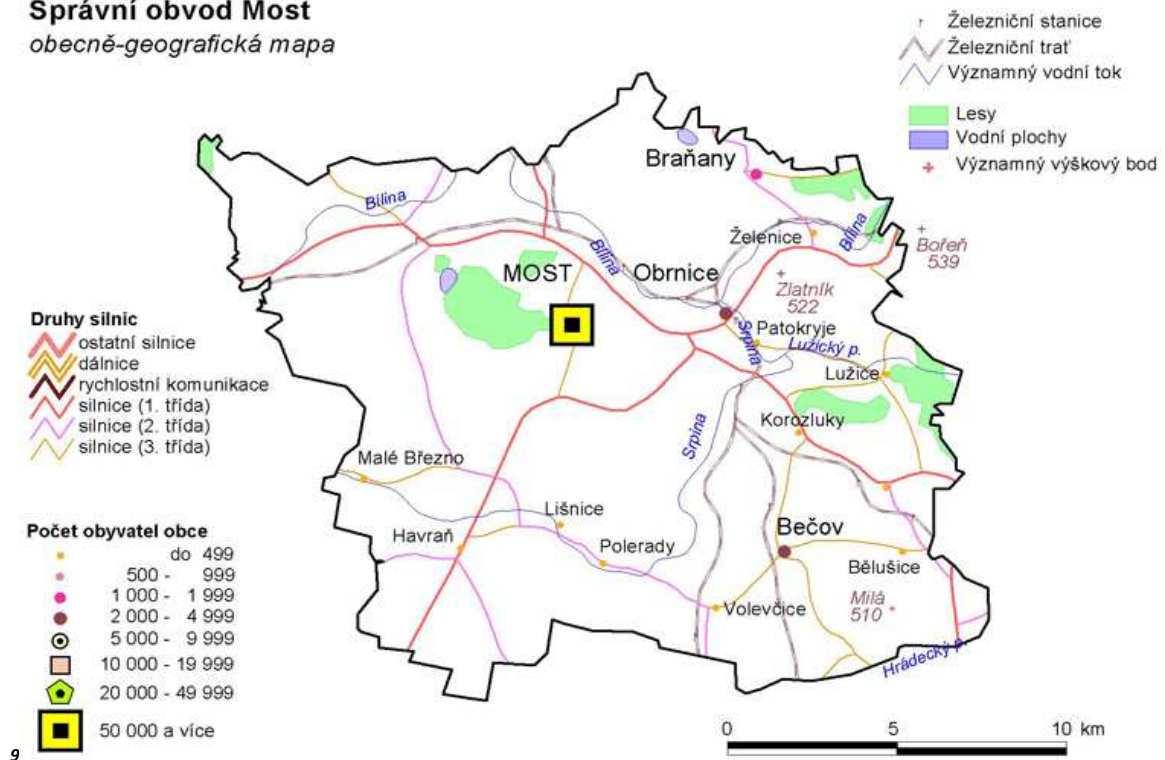 Správní obvod Most
obecně-geografická mapa
Železniční stanice
Železniční trať
Významný vodní tok
Lesy
Vodní plochy
Významný výškový bod
Braňany
Bílina
Želenice
Bílina
Bořeň
539
MOST
Bílina
Obrnice
Zlatník
522
Patokryje
Srpina
Lužický p.
Lužice
Korozluky
Srpina
Malé Březno
Lišnice
Havraň
Polerady
Bečov
Bělušice
Volevčice
Milá
510
Hrádecký p.
Druhy silnic
ostatní silnice
dálnice
rychlostní komunikace
silnice (1. třída)
silnice (2. třída)
silnice (3. třída)
Počet obyvatel obce
do 499
500 - 999
1 000 - 1 999
2 000 - 4 999
5 000 - 9 999
10 000 - 19 999
20 000 - 49 999
50 000 a více
0 5 10 km
9